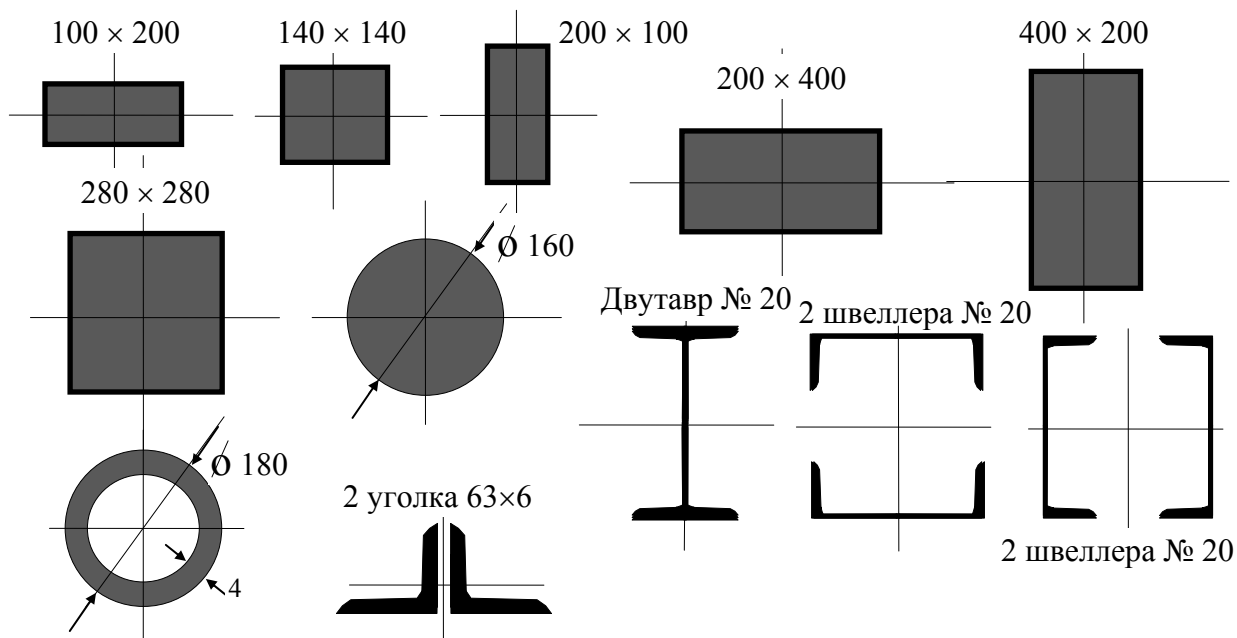 100 × 200
140 × 140
200 × 100
200 × 400
400 × 200
280 × 280
ϕ 160
Двутавр № 20
2 швеллера № 20
ϕ 180
4
2 уголка 63×6
2 швеллера № 20